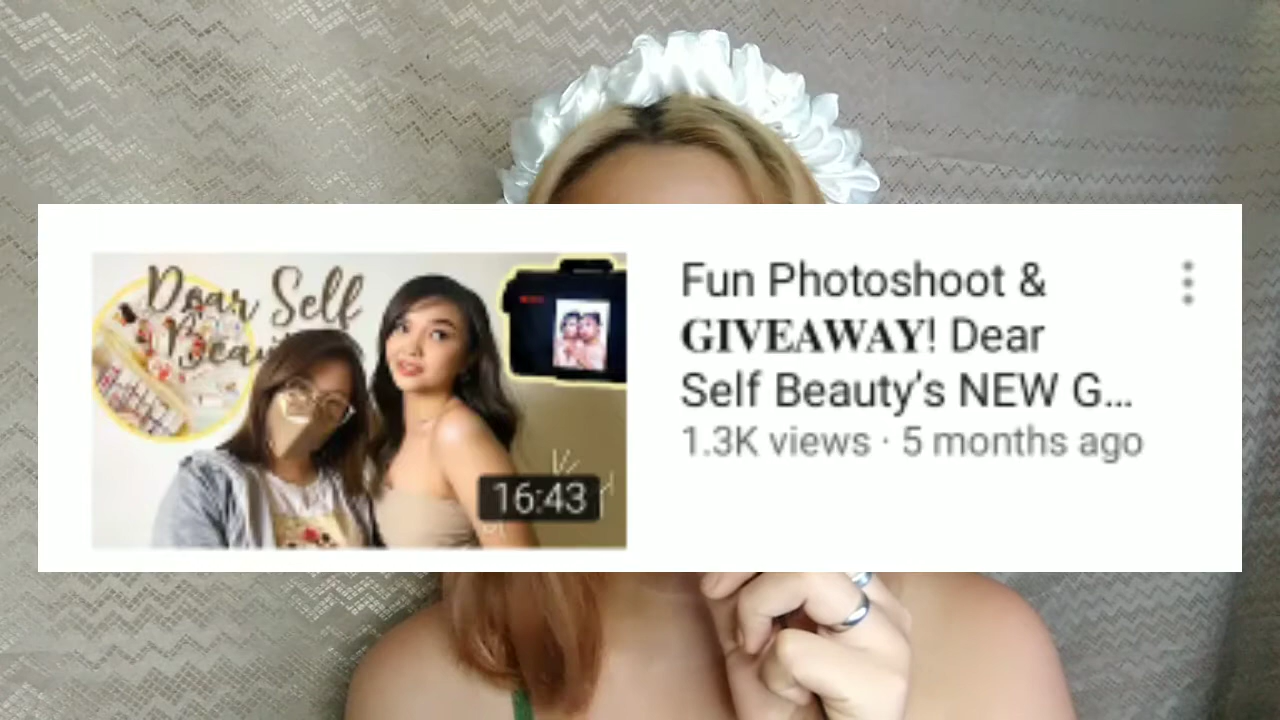 Dear Self
Fun Photoshoot &
GIVEAWAY! Dear
Self Beauty's NEW G...
1.3K views · 5 months ago
16:43